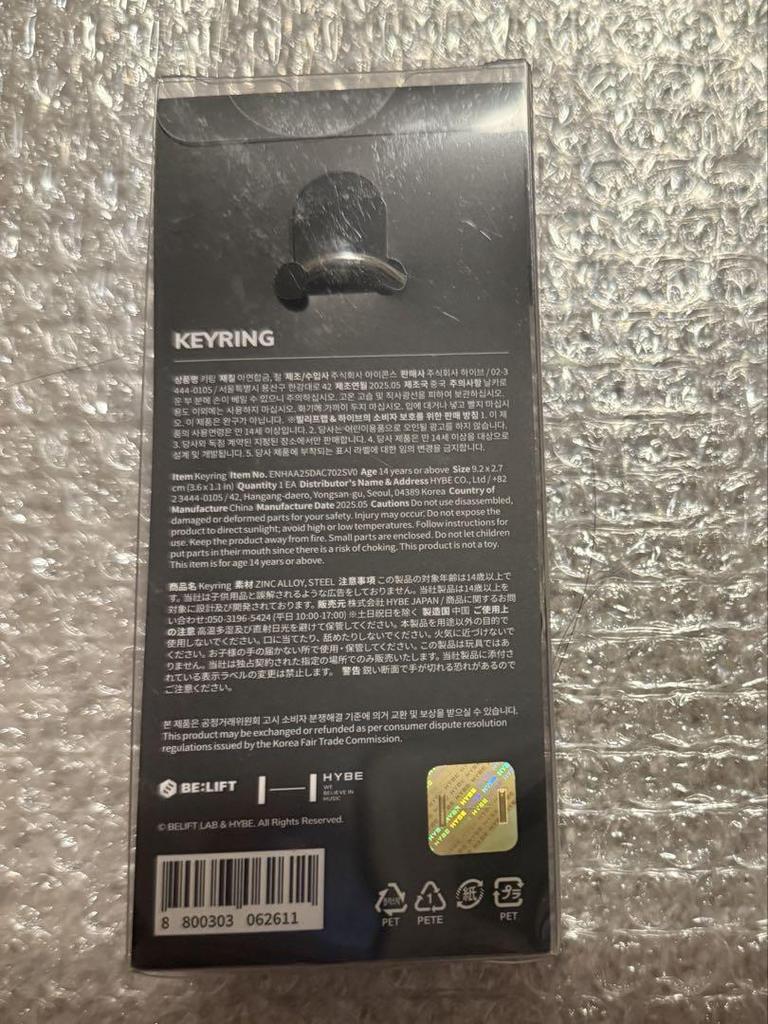 KEYRING
상품명 키링 재질 아연합금, 철 제조/수입사 주식회사 아이콘스 판매사 주식회사 하이브 / 02-3
444-0105 / 서울특별시 용산구 한강대로 42 제조연월 2025.05 제조국 중국 주의사항 날카로
운 부분에 손이 베일 수 있으니 주의하십시오. 고온 고습 및 직사광선을 피하여 보관하십시오.
용도 이외에는 사용하지 마십시오. 화기에 가까이 두지 마십시오. 입에 대거나 넣고 빨지 마십시
오. 이 제품은 완구가 아닙니다. ※빌리프랩 & 하이브의 소비자 보호를 위한 판매 방침 1. 이 제
품의 사용연령은 만 14세 이상입니다. 2. 당사는 어린이용품으로 오인될 광고를 하지 않습니다.
3. 당사와 독점 계약된 지정된 장소에서만 판매합니다. 4. 당사 제품은 만 14세 이상을 대상으로
설계 및 개발됩니다. 5. 당사 제품에 부착되는 표시 라벨에 대한 임의 변경을 금지합니다.
Item Keyring Item No. ENHAA25DAC702SV0 Age 14 years or above Size 9.2 x 2.7
cm (3.6 x 1.1 in) Quantity 1 EA Distributor's Name & Address HYBE CO., Ltd / +82
2 3444-0105 / 42, Hangang-daero, Yongsan-gu, Seoul, 04389 Korea Country of
Manufacture China Manufacture Date 2025.05 Cautions Do not use disassembled,
damaged or deformed parts for your safety. Injury may occur. Do not expose the
product to direct sunlight; avoid high or low temperatures. Follow instructions for
use. Keep the product away from fire. Small parts are enclosed. Do not let children
put parts in their mouth since there is a risk of choking. This product is not a toy.
This item is for age 14 years or above.
商品名 Keyring 素材 ZINC ALLOY, STEEL 注意事項 この製品の対象年齢は14歳以上で
す。当社は子供用品と誤解されるような広告をしておりません。当社製品は14歳以上を
対象に設計及び開発されております。販売元 株式会社 HYBE JAPAN / 商品に関するお問
い合わせ:050-3196-5424 (平日 10:00-17:00) ※土日祝日を除く 製造国 中国 ご使用上
の注意 高温多湿及び直射日光を避けて保管してください。本製品を用途以外の目的で
使用しないでください。口に当てたり、舐めたりしないでください。火気に近づけないで
ください。お子様の手の届かない所で使用・保管してください。この製品は玩具ではあ
りません。当社は独占契約された指定の場所でのみ販売いたします。当社製品に添付さ
れている表示ラベルの変更は禁止します。 警告 鋭い断面で手が切れる恐れがあるので
ご注意ください。
본 제품은 공정거래위원회 고시 소비자 분쟁해결 기준에 의거 교환 및 보상을 받으실 수 있습니다.
This product may be exchanged or refunded as per consumer dispute resolution
regulations issued by the Korea Fair Trade Commission.
BE:LIFT HYBE
WE
BELIEVE IN
MUSIC
© BELIFT LAB & HYBE. All Rights Reserved.
HYBE HYBE HYBE
8 800303 062611
PET
1
PETE
紙
プラ
PET